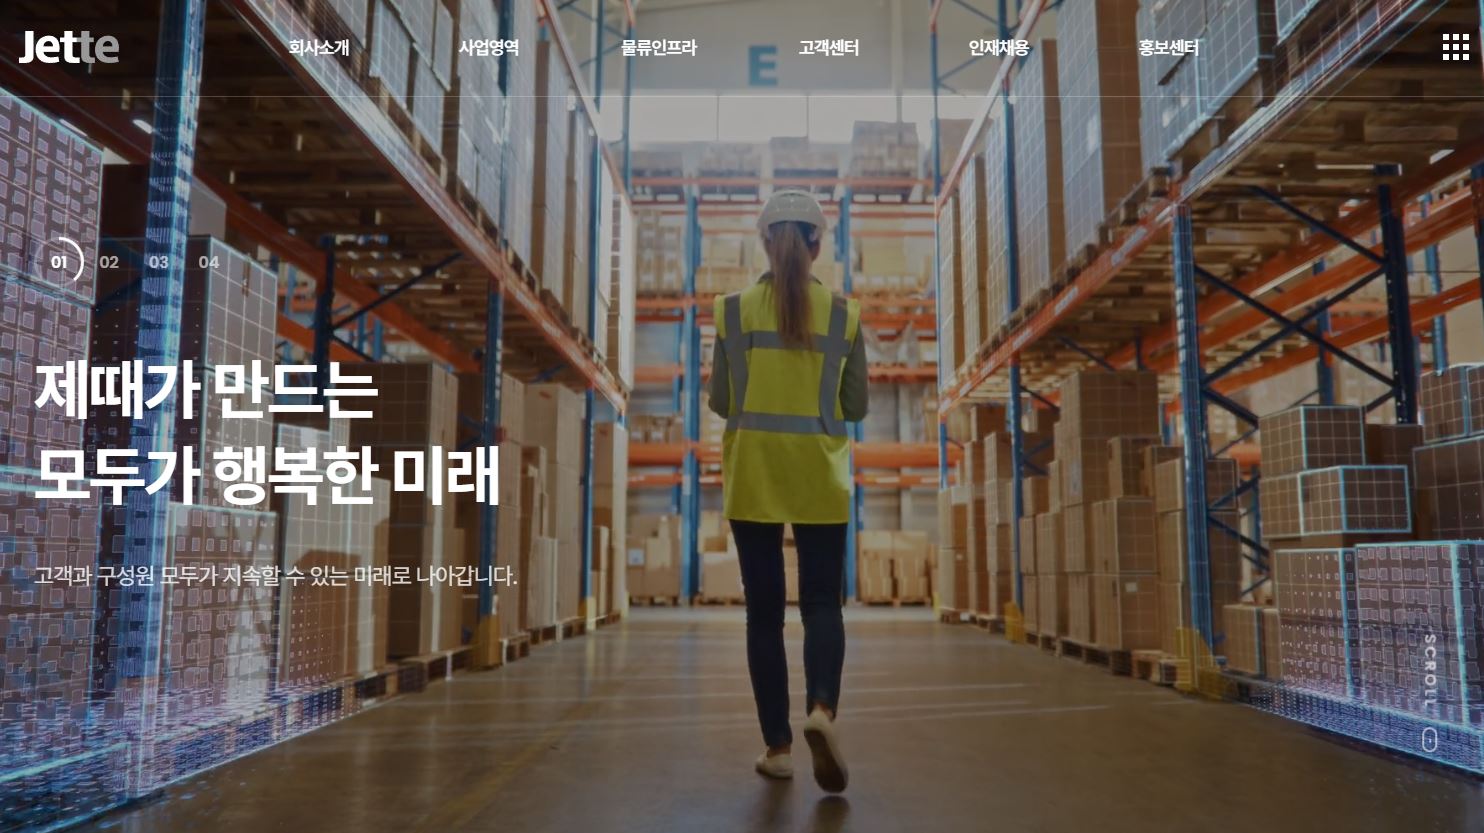 Jette
회사소개
사업영역
물류인프라
고객센터
인재채용
홍보센터
E
01 02 03 04
제때가 만드는
모두가 행복한 미래
고객과 구성원 모두가 지속할 수 있는 미래로 나아갑니다.
SCROLL